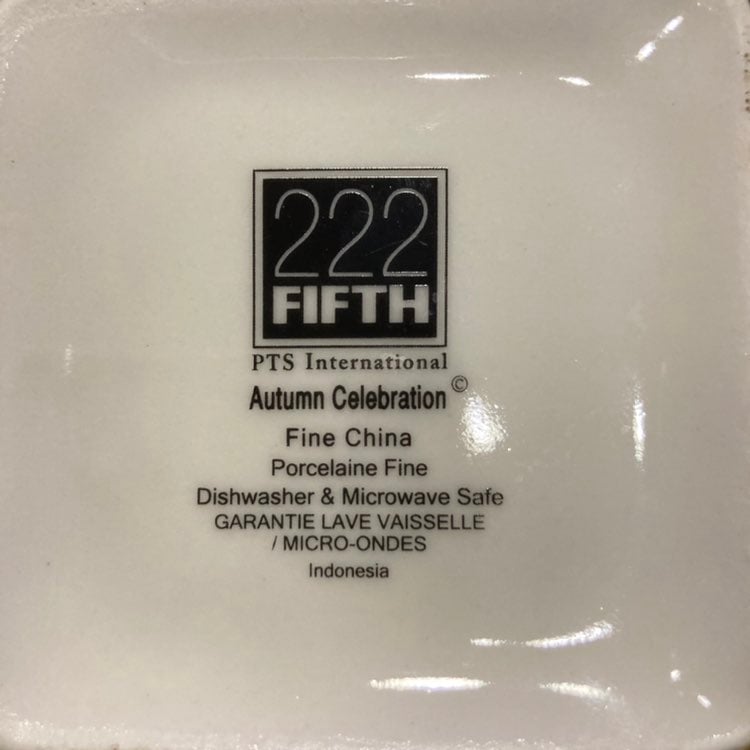 222
FIFTH
PTS International
Autumn Celebration ©
Fine China
Porcelaine Fine
Dishwasher & Microwave Safe
GARANTIE LAVE VAISSELLE
/ MICRO-ONDES
Indonesia